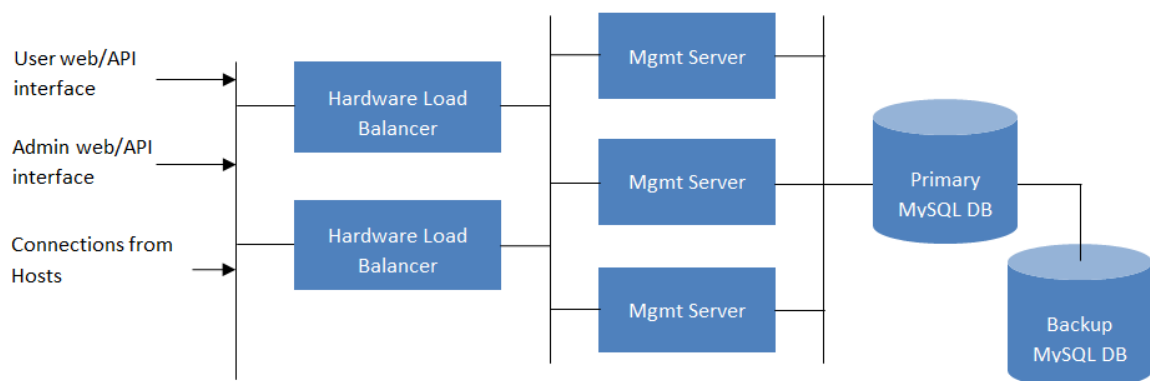 User web/API
interface
Admin web/API
interface
Connections from
Hosts
Hardware Load
Balancer
Hardware Load
Balancer
Mgmt Server
Mgmt Server
Mgmt Server
Primary
MySQL DB
Backup
MySQL DB